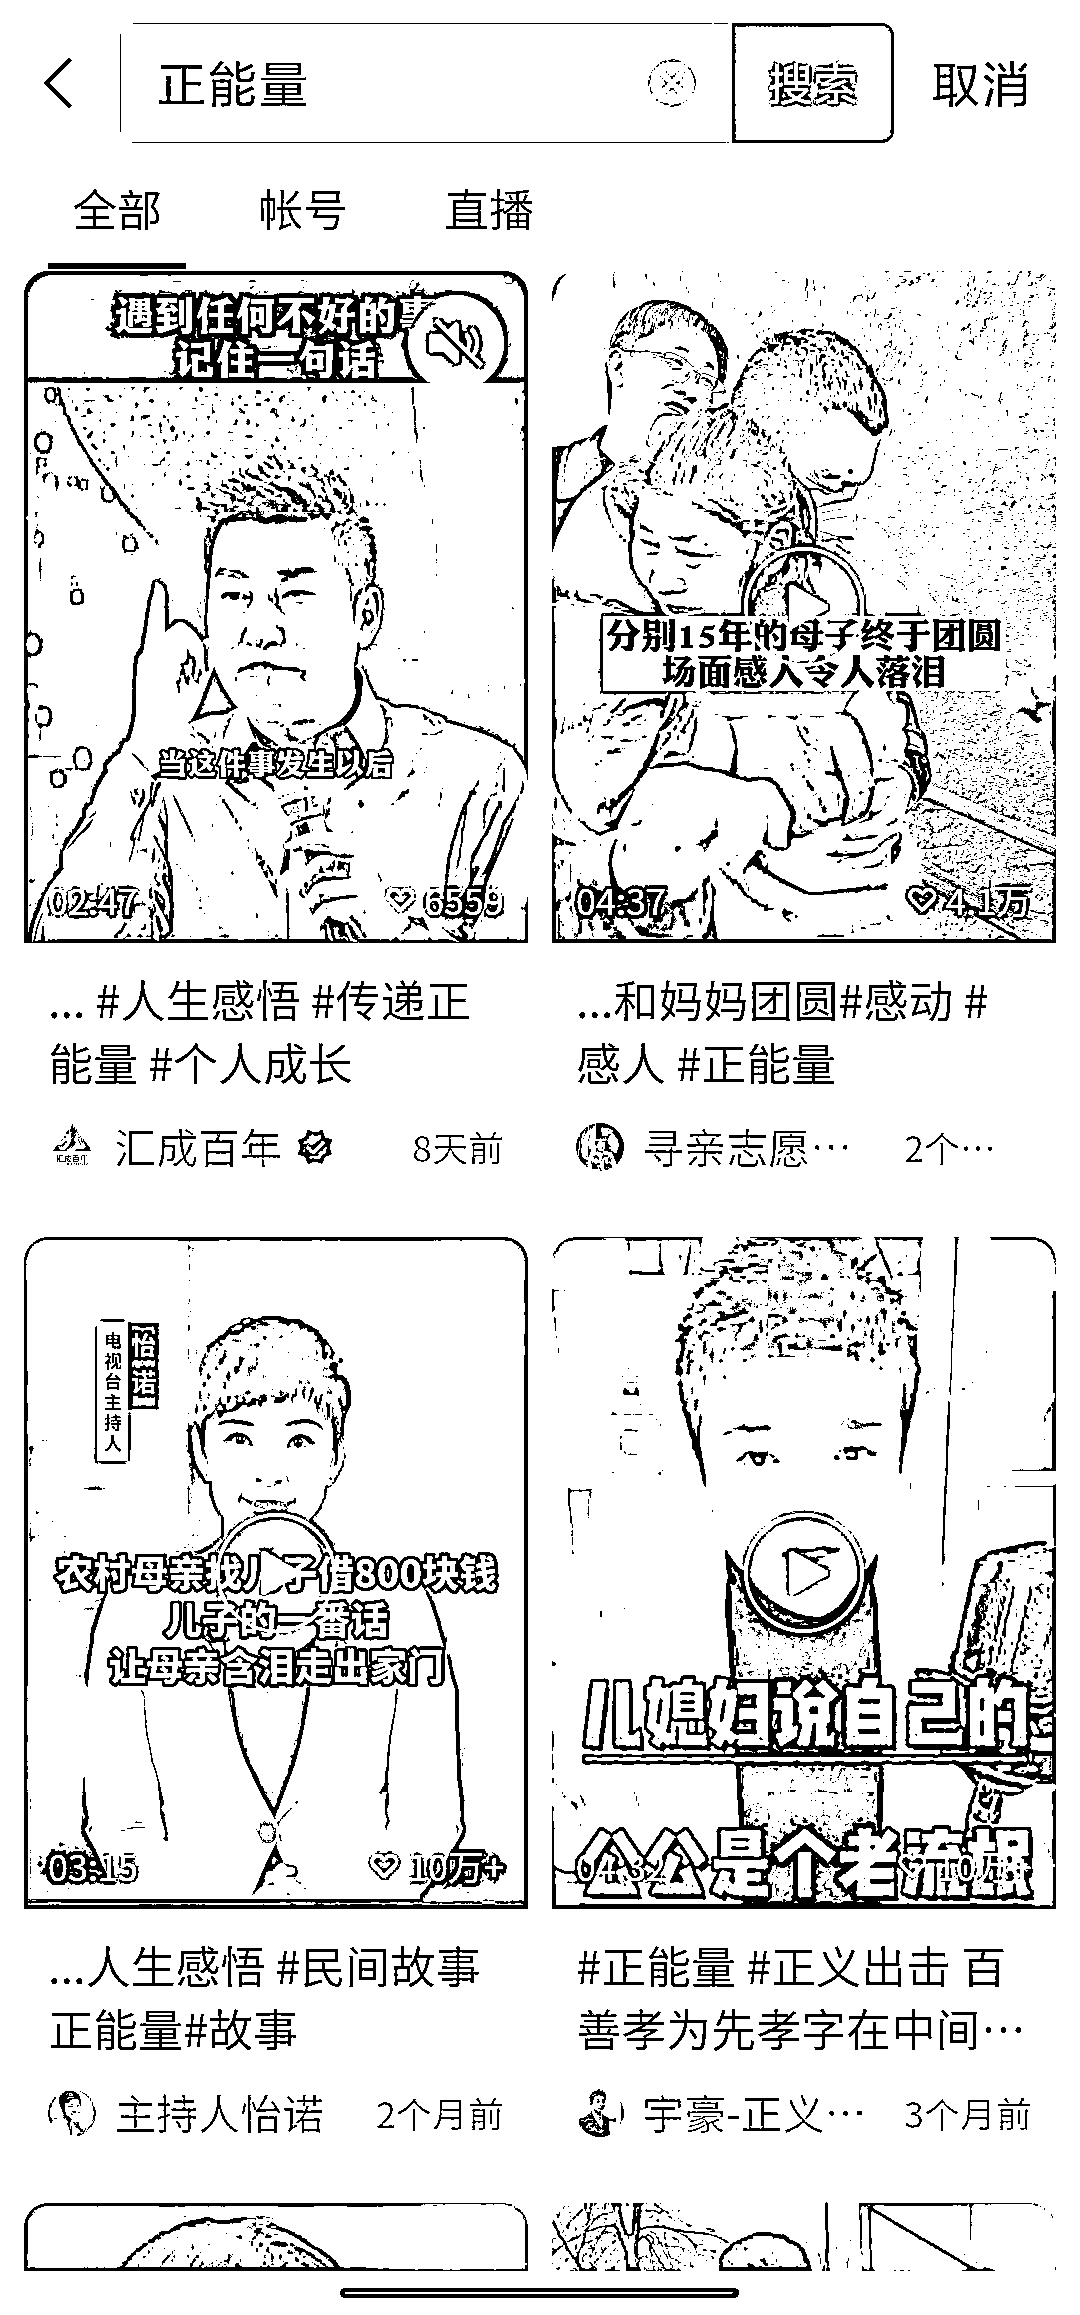 正能量
搜索
取消
全部 帐号 直播
遇到任何不好的事
记住一句话
当这件事发生以后
02:47
6559
... #人生感悟 #传递正
能量 #个人成长
汇成百年
8天前
分别15年的母子终于团圆
场面感人令人落泪
04:37
4.1万
...和妈妈团圆#感动 #
感人 #正能量
寻亲志愿…
2个…
怡诺
电视台主持人
农村母亲找儿子借800块钱
儿子的一番话
让母亲含泪走出家门
03:15
10万+
...人生感悟 #民间故事
正能量#故事
主持人怡诺
2个月前
儿媳妇说自己的
公公是个老流氓
#正能量 #正义出击 百
善孝为先孝字在中间…
宇豪-正义…
3个月前